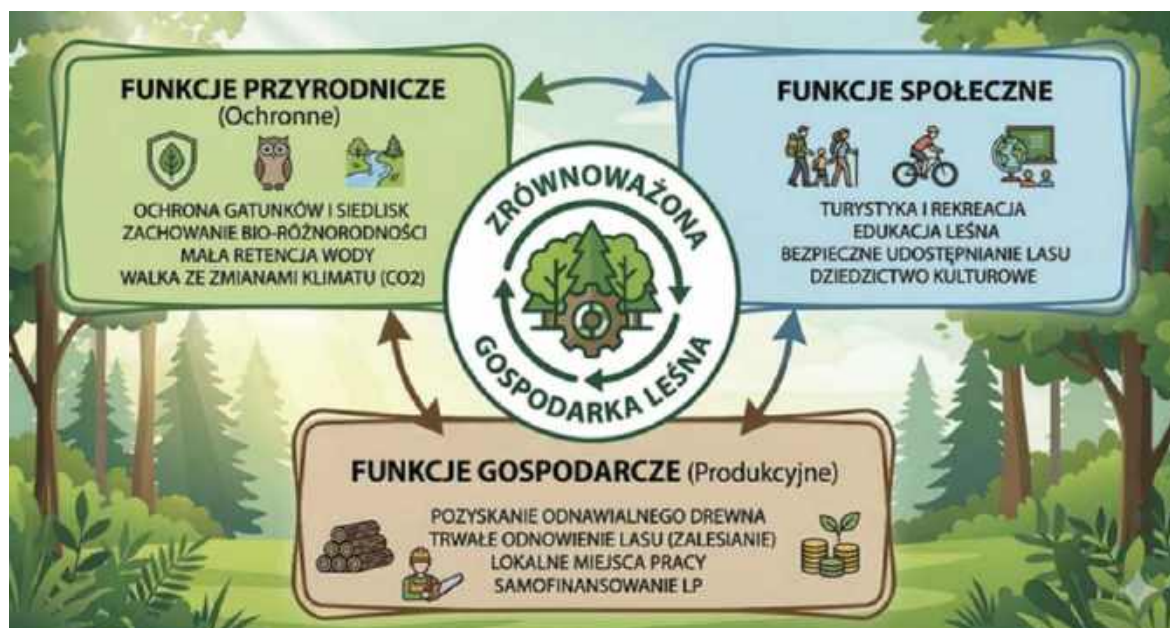 FUNKCJE PRZYRODNICZE
(Ochronne)
OCHRONA GATUNKÓW I SIEDLISK
ZACHOWANIE BIO-RÓŻNORODNOŚCI
MAŁA RETENCJA WODY
WALKA ZE ZMIANAMI KLIMATU (CO2)
FUNKCJE SPOŁECZNE
TURYSTYKA I REKREACJA
EDUKACJA LEŚNA
BEZPIECZNE UDOSTĘPNIANIE LASU
DZIEDZICTWO KULTUROWE
ZRÓWNOWAŻONA
GOSPODARKA LEŚNA
FUNKCJE GOSPODARCZE (Produkcyjne)
POZYSKANIE ODNAWIALNEGO DREWNA
TRWAŁE ODNOWIENIE LASU (ZALESIANIE)
LOKALNE MIEJSCA PRACY
SAMOFINANSOWANIE LP